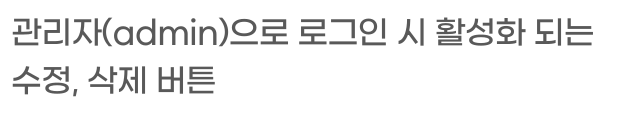 관리자(admin)으로 로그인 시 활성화 되는
수정, 삭제 버튼